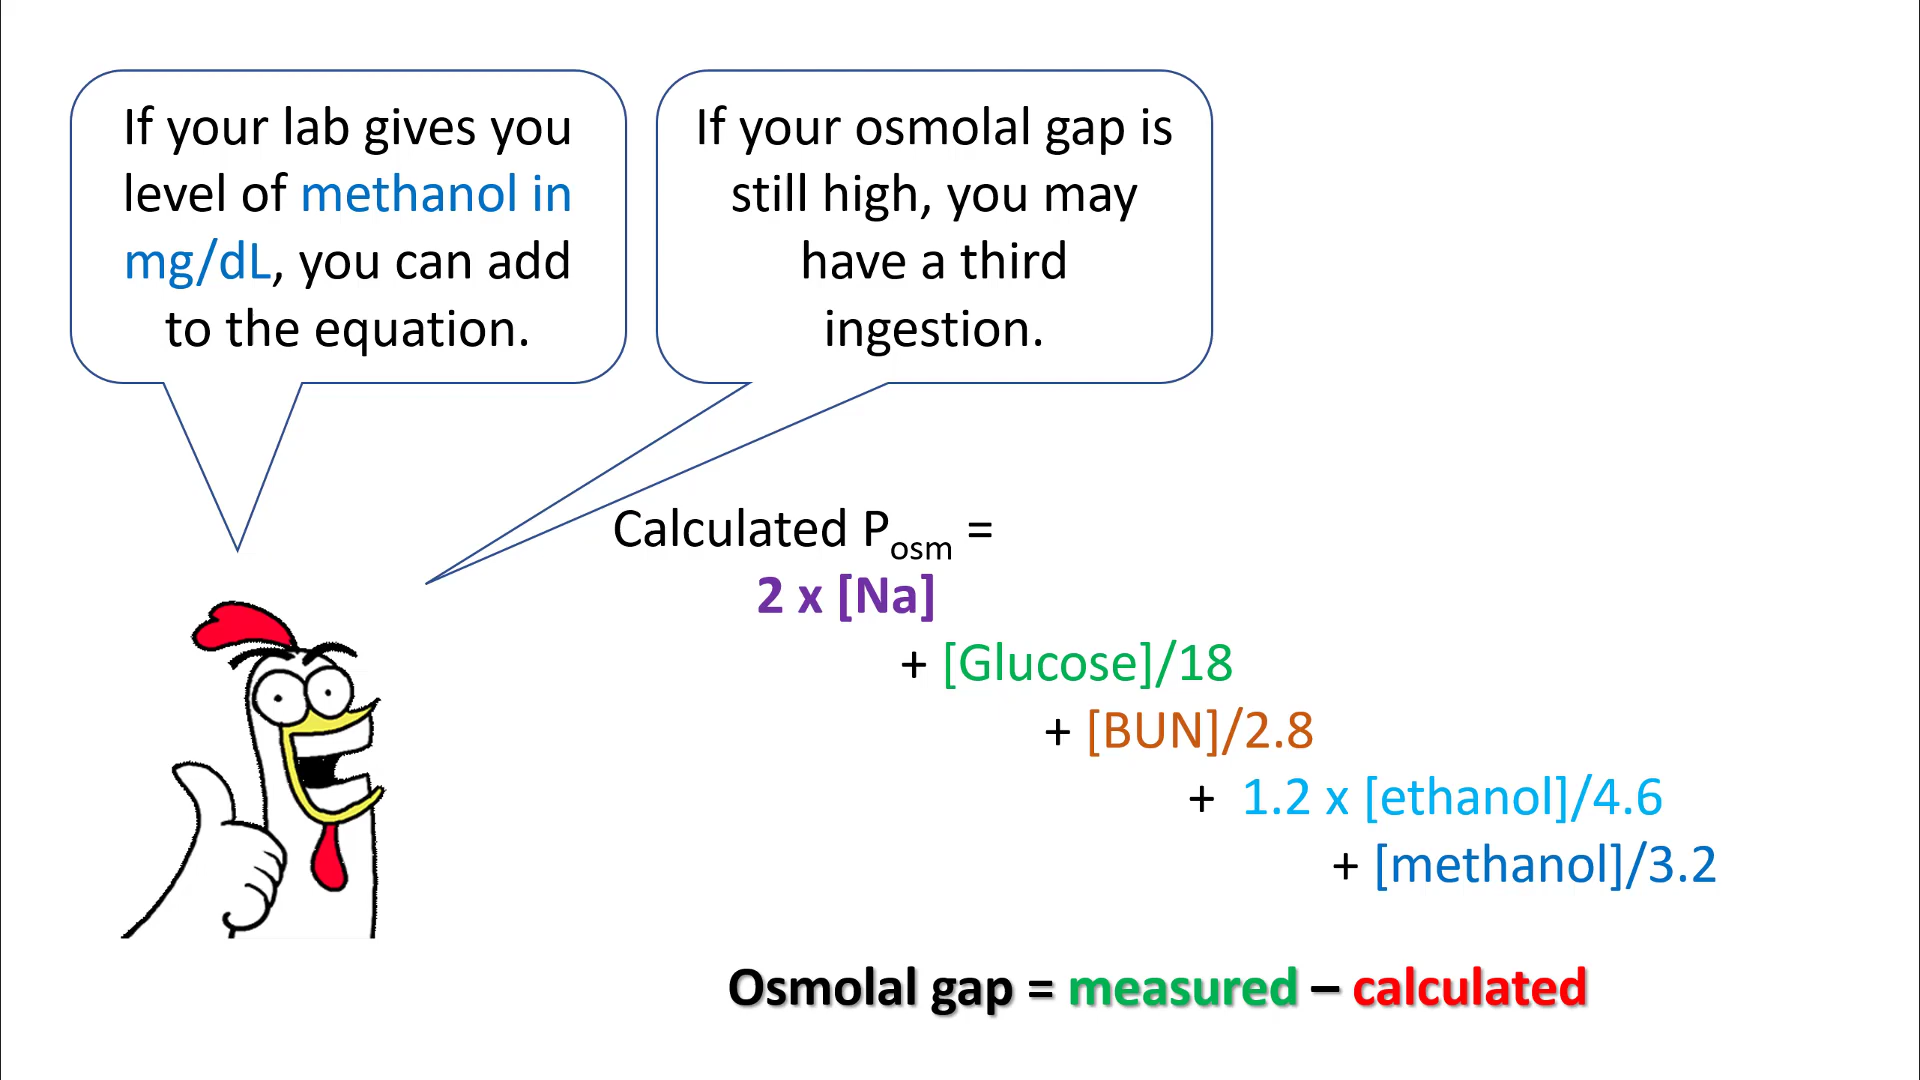 If your lab gives you
level of methanol in
mg/dL, you can add
to the equation.
If your osmolal gap is
still high, you may
have a third
ingestion.
Calculated Posm =
2 x [Na]
+ [Glucose]/18
+ [BUN]/2.8
+ 1.2 x [ethanol]/4.6
+ [methanol]/3.2
Osmolal gap = measured – calculated